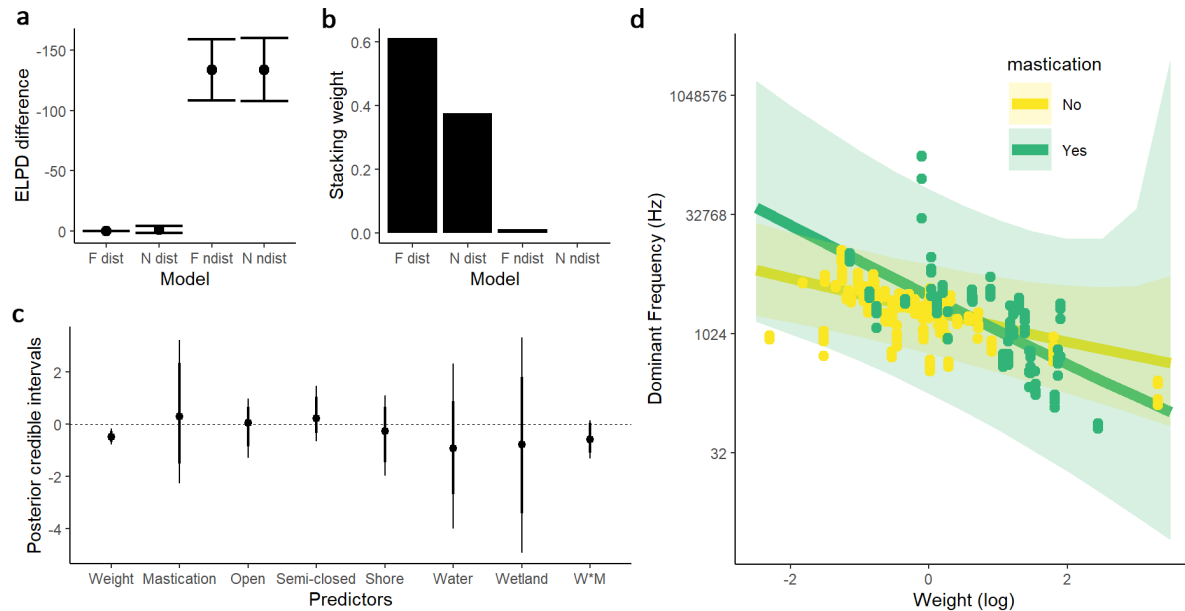 a
ELPD difference
-150
-100
-50
0
F dist N dist F ndist N ndist
Model
b
Stacking weight
0.6
0.4
0.2
0.0
F dist N dist F ndist N ndist
Model
c
Posterior credible intervals
2
0
-2
-4
Weight Mastication Open Semi-closed Shore Water Wetland W*M
Predictors
d
Dominant Frequency (Hz)
1048576
32768
1024
32
mastication
No
Yes
-2 0 2
Weight (log)